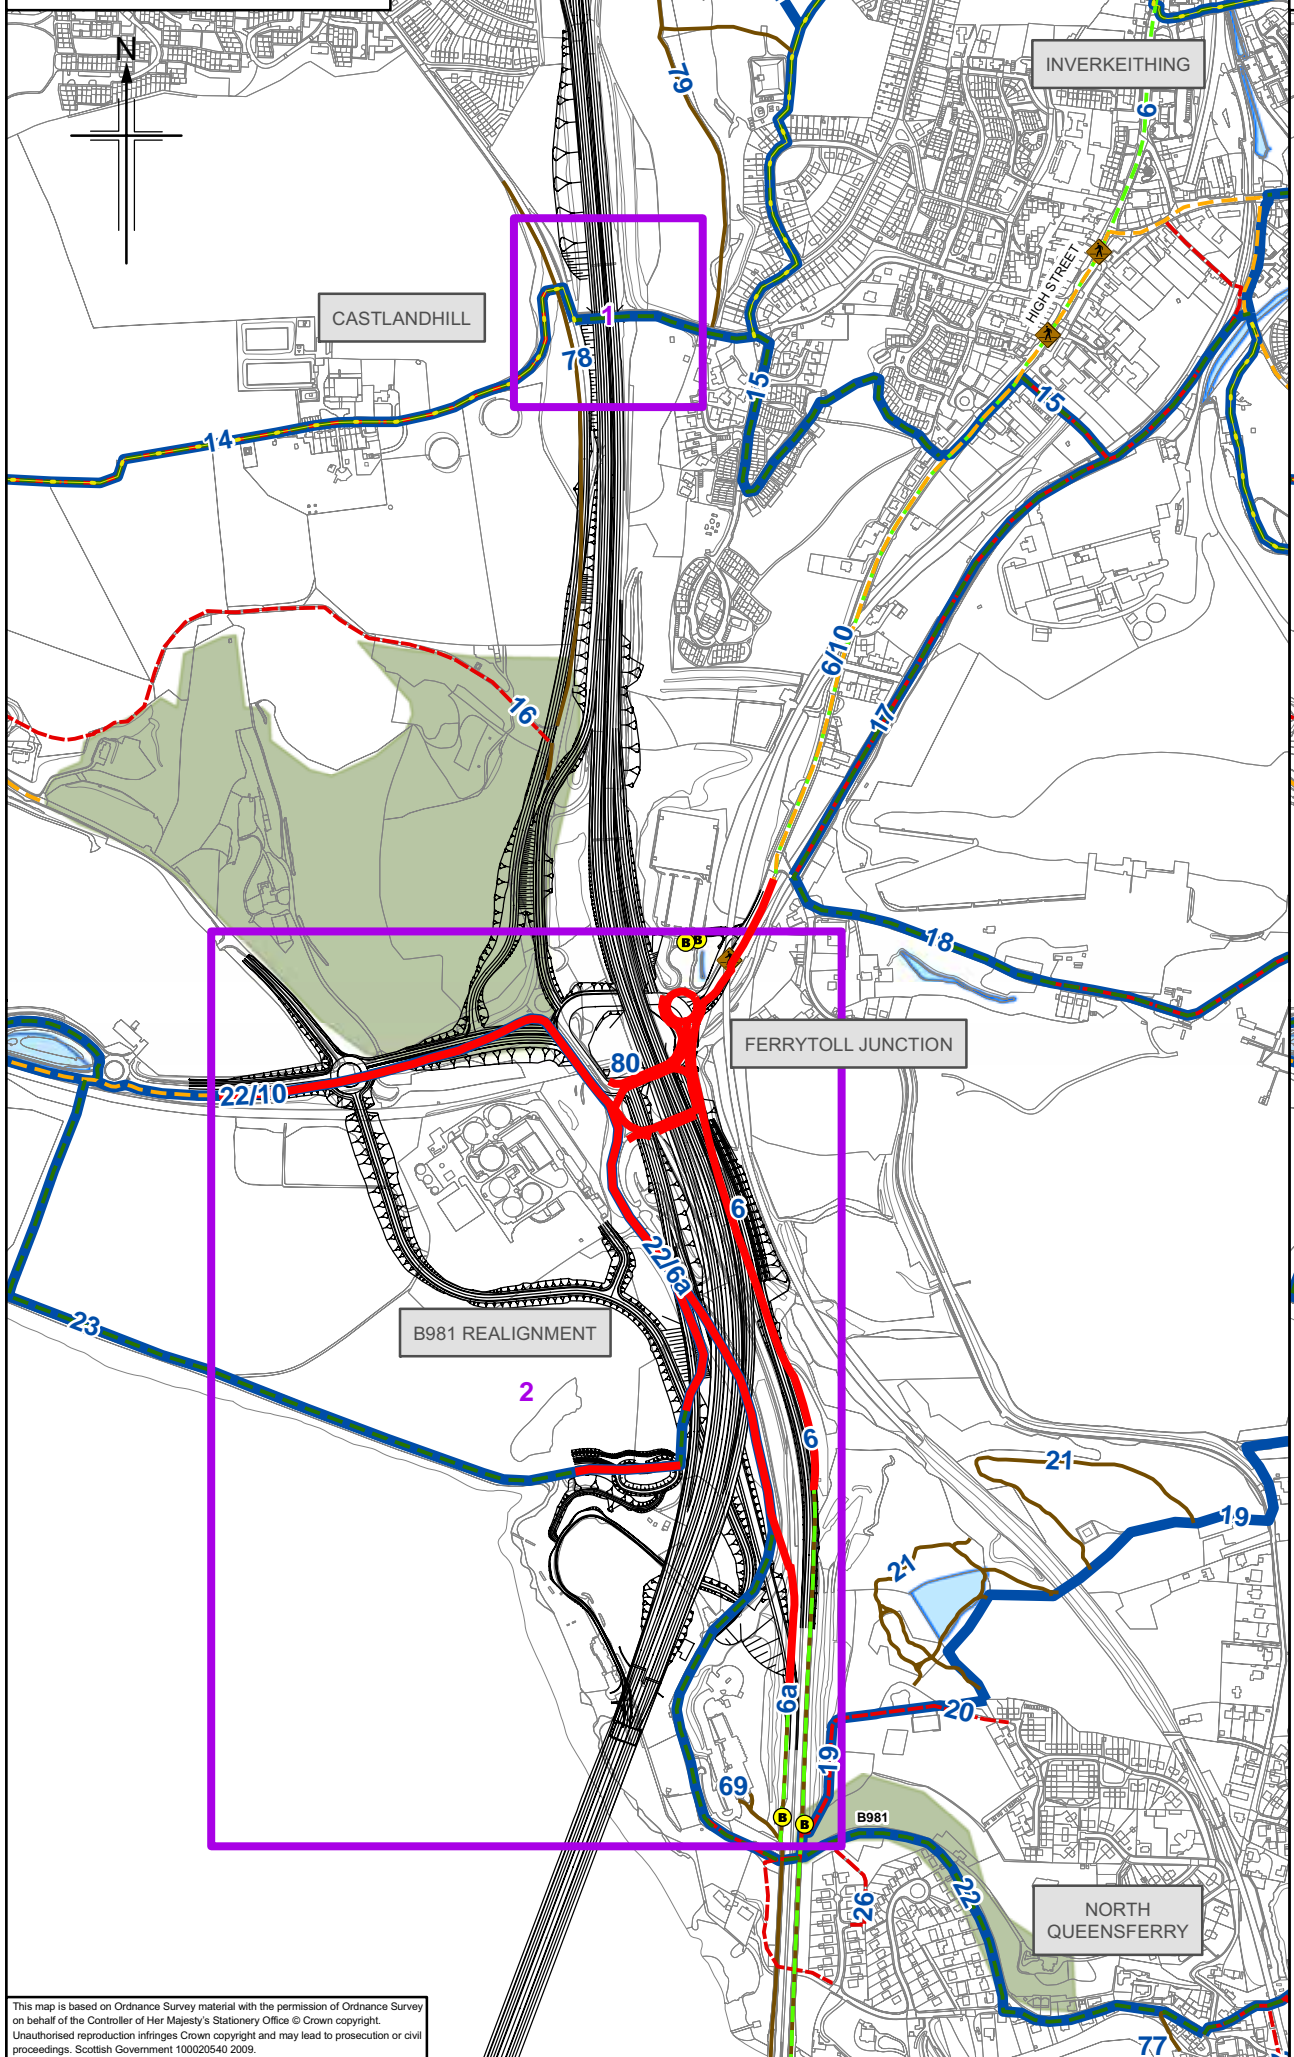 N
INVERKEITHING
79
6
HIGH STREET
CASTLANDHILL
1
78
15
15
14
6/10
16
17
B
B
18
FERRYTOLL JUNCTION
80
22/10
6
22/6a
23
B981 REALIGNMENT
2
6
21
19
21
6a
20
19
69
B
B
B981
22
26
NORTH
QUEENSFERRY
77
This map is based on Ordnance Survey material with the permission of Ordnance Survey
on behalf of the Controller of Her Majesty's Stationery Office © Crown copyright.
Unauthorised reproduction infringes Crown copyright and may lead to prosecution or civil
proceedings. Scottish Government 100020540 2009.